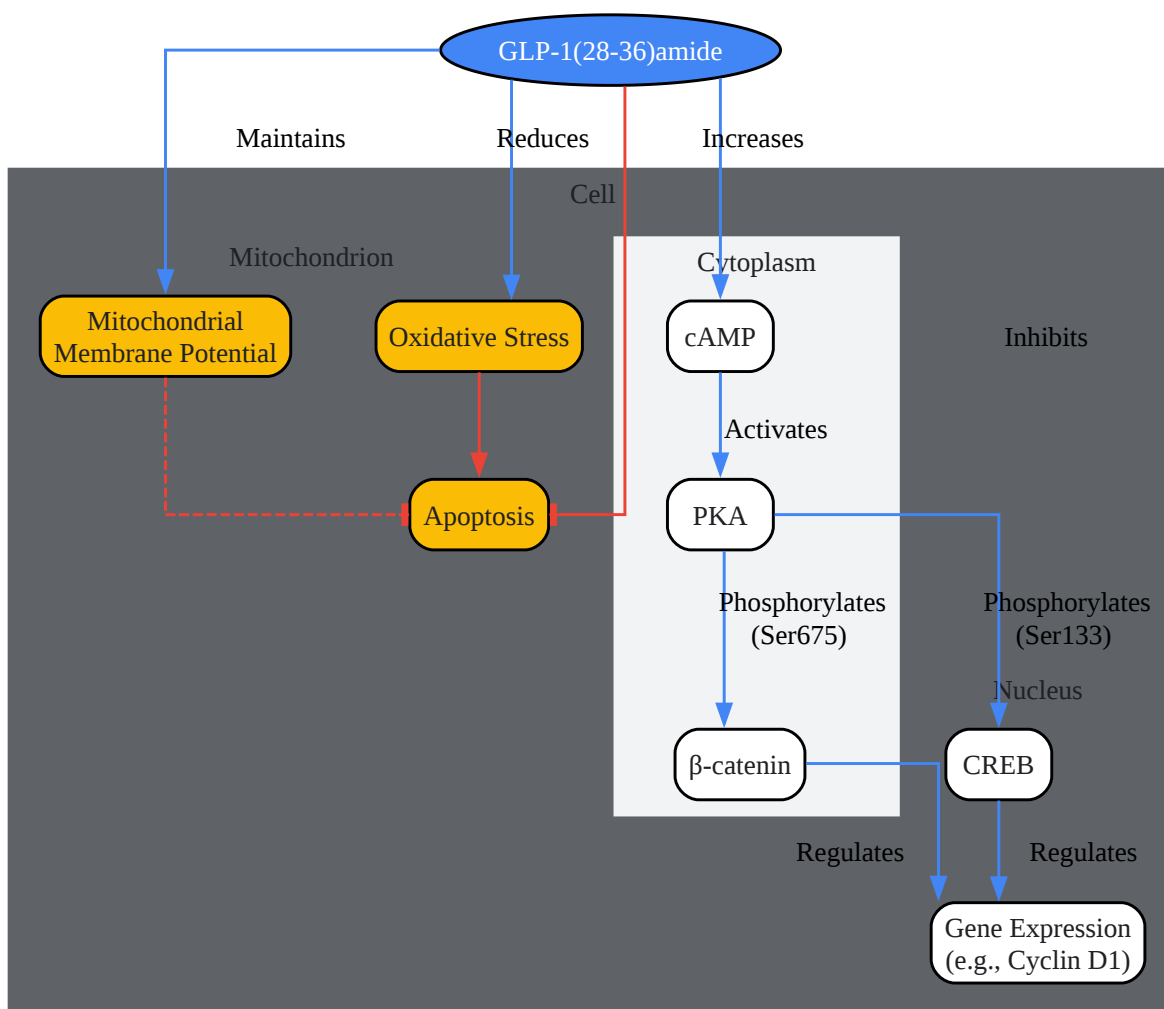 GLP-1(28-36)amide
Maintains
Reduces
Increases
Cell
Mitochondrion
Cytoplasm
Mitochondrial
Membrane Potential
Oxidative Stress
cAMP
Inhibits
Activates
Apoptosis
PKA
Phosphorylates
(Ser675)
Phosphorylates
(Ser133)
Nucleus
β-catenin
CREB
Regulates
Regulates
Gene Expression
(e.g., Cyclin D1)